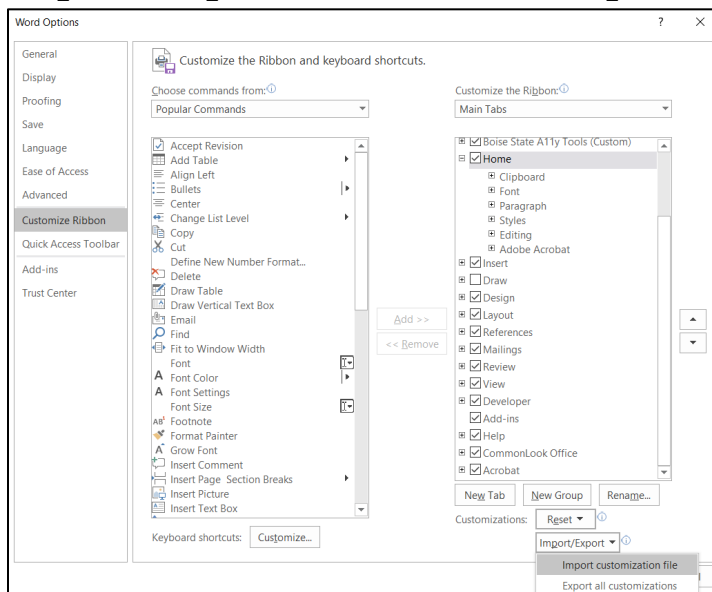 Word Options
?
General
Display
Proofing
Save
Language
Ease of Access
Advanced
Customize Ribbon
Quick Access Toolbar
Add-ins
Trust Center
Customize the Ribbon and keyboard shortcuts.
Choose commands from:
Popular Commands
Accept Revision
Add Table
Align Left
Bullets
Center
Change List Level
Copy
Cut
Define New Number Format...
Delete
Draw Table
Draw Vertical Text Box
Email
Find
Fit to Window Width
Font
Font Color
Font Settings
Font Size
Footnote
Format Painter
Grow Font
Insert Comment
Insert Page Section Breaks
Insert Picture
Insert Text Box
Keyboard shortcuts: Customize...
Add >>
<< Remove
Customize the Ribbon:
Main Tabs
Boise State A11y Tools (Custom)
Home
Clipboard
Font
Paragraph
Styles
Editing
Adobe Acrobat
Insert
Draw
Design
Layout
References
Mailings
Review
View
Developer
Add-ins
Help
CommonLook Office
Acrobat
New Tab New Group Rename...
Customizations: Reset
Import/Export
Import customization file
Export all customizations